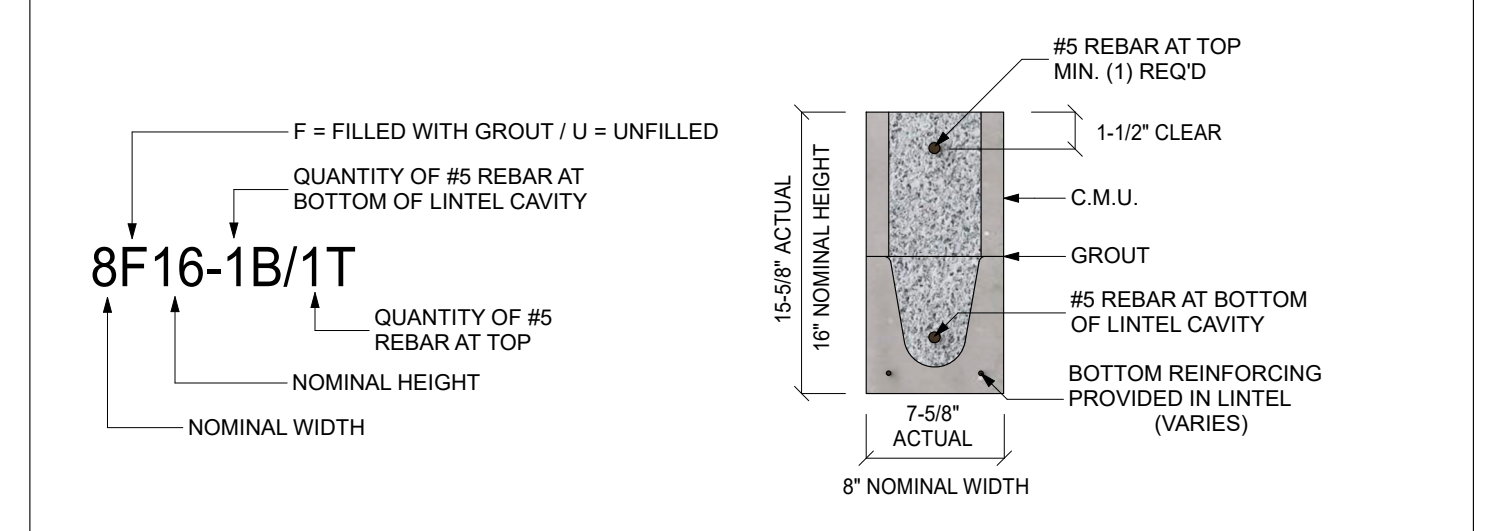 F = FILLED WITH GROUT / U = UNFILLED
QUANTITY OF #5 REBAR AT
BOTTOM OF LINTEL CAVITY
8F16-1B/1T
QUANTITY OF #5
REBAR AT TOP
NOMINAL HEIGHT
NOMINAL WIDTH
#5 REBAR AT TOP
MIN. (1) REQ'D
1-1/2" CLEAR
15-5/8" ACTUAL
16" NOMINAL HEIGHT
C.M.U.
GROUT
#5 REBAR AT BOTTOM
OF LINTEL CAVITY
BOTTOM REINFORCING
PROVIDED IN LINTEL
(VARIES)
7-5/8"
ACTUAL
8" NOMINAL WIDTH